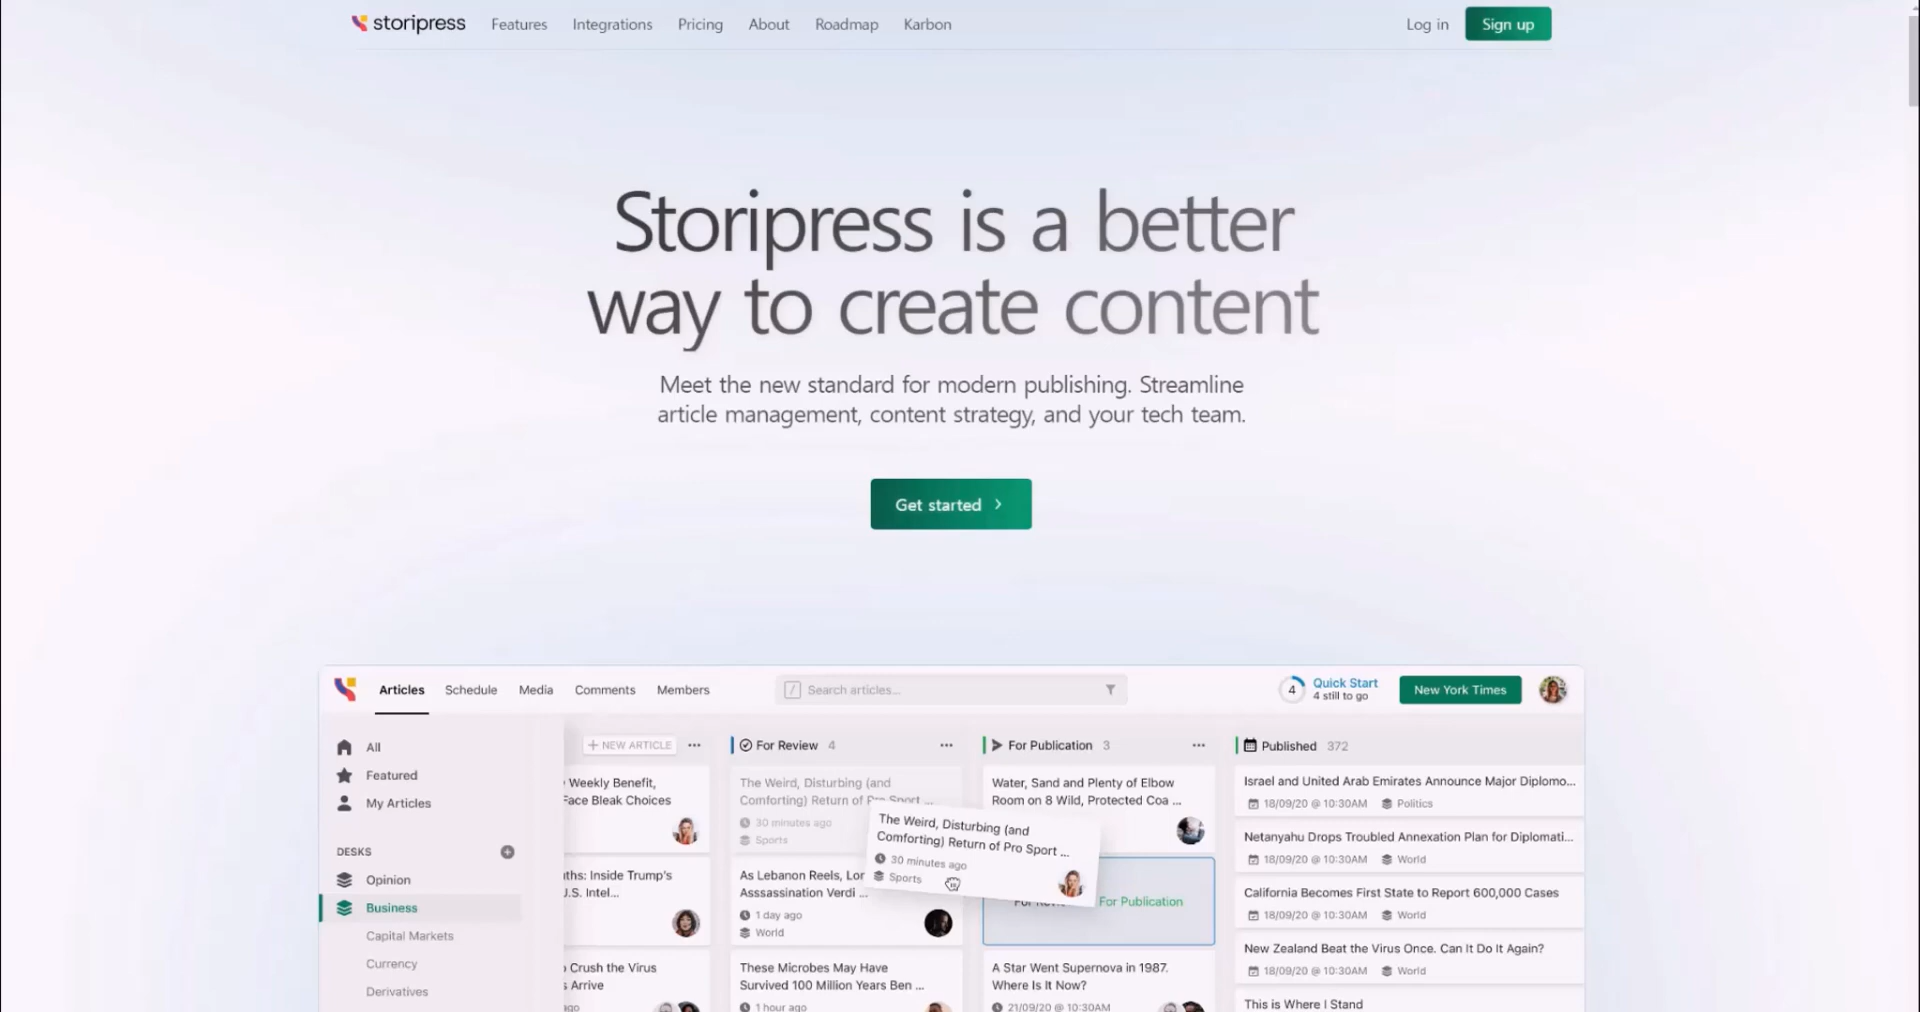 storipress Features Integrations Pricing About Roadmap Karbon Log in Sign up
Storipress is a better
way to create content
Meet the new standard for modern publishing. Streamline
article management, content strategy, and your tech team.
Get started
Articles Schedule Media Comments Members / Search articles... 4 Quick Start
4 still to go
New York Times
All
Featured
My Articles
DESKS
Opinion
Business
Capital Markets
Currency
Derivatives
+ NEW ARTICLE ...
Weekly Benefit,
Face Bleak Choices
Inside Trump's
U.S. Intel...
Crush the Virus
Arrive
ago
For Review 4 ...
The Weird, Disturbing (and
Comforting) Return of Pro Sport ...
30 minutes ago
Sports
The Weird, Disturbing (and
Comforting) Return of Pro Sport ...
30 minutes ago
Sports
As Lebanon Reels,
Asssassination Verdi ...
1 day ago
World
These Microbes May Have
Survived 100 Million Years Ben ...
1 hour ago
For Publication 3 ...
Water, Sand and Plenty of Elbow
Room on 8 Wild, Protected Coa ...
For Publication
A Star Went Supernova in 1987.
Where Is It Now?
21/09/20 @ 10:30AM
Published 372
Israel and United Arab Emirates Announce Major Diplomo...
18/09/20 @ 10:30AM Politics
Netanyahu Drops Troubled Annexation Plan for Diplomati...
18/09/20 @ 10:30AM World
California Becomes First State to Report 600,000 Cases
18/09/20 @ 10:30AM World
New Zealand Beat the Virus Once. Can It Do It Again?
18/09/20 @ 10:30AM World
This is Where I Stand